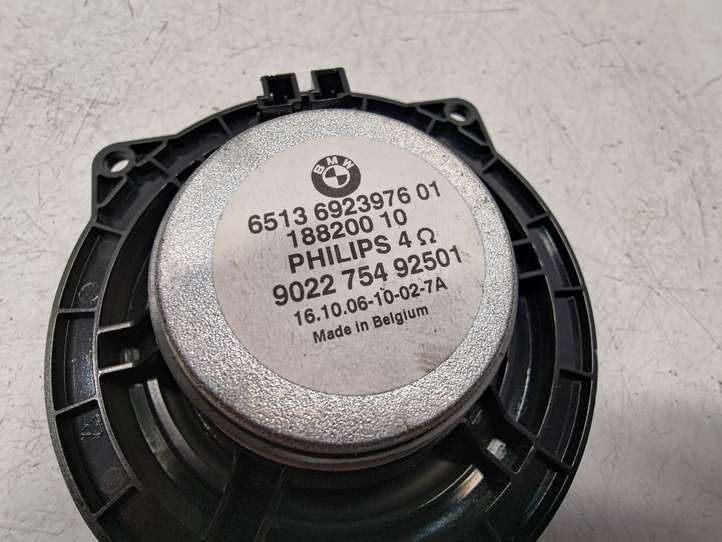 BMW
6513 6923976 01
188200 10
PHILIPS 4 Ω
9022 754 92501
16.10.06-10-02-7A
Made in Belgium